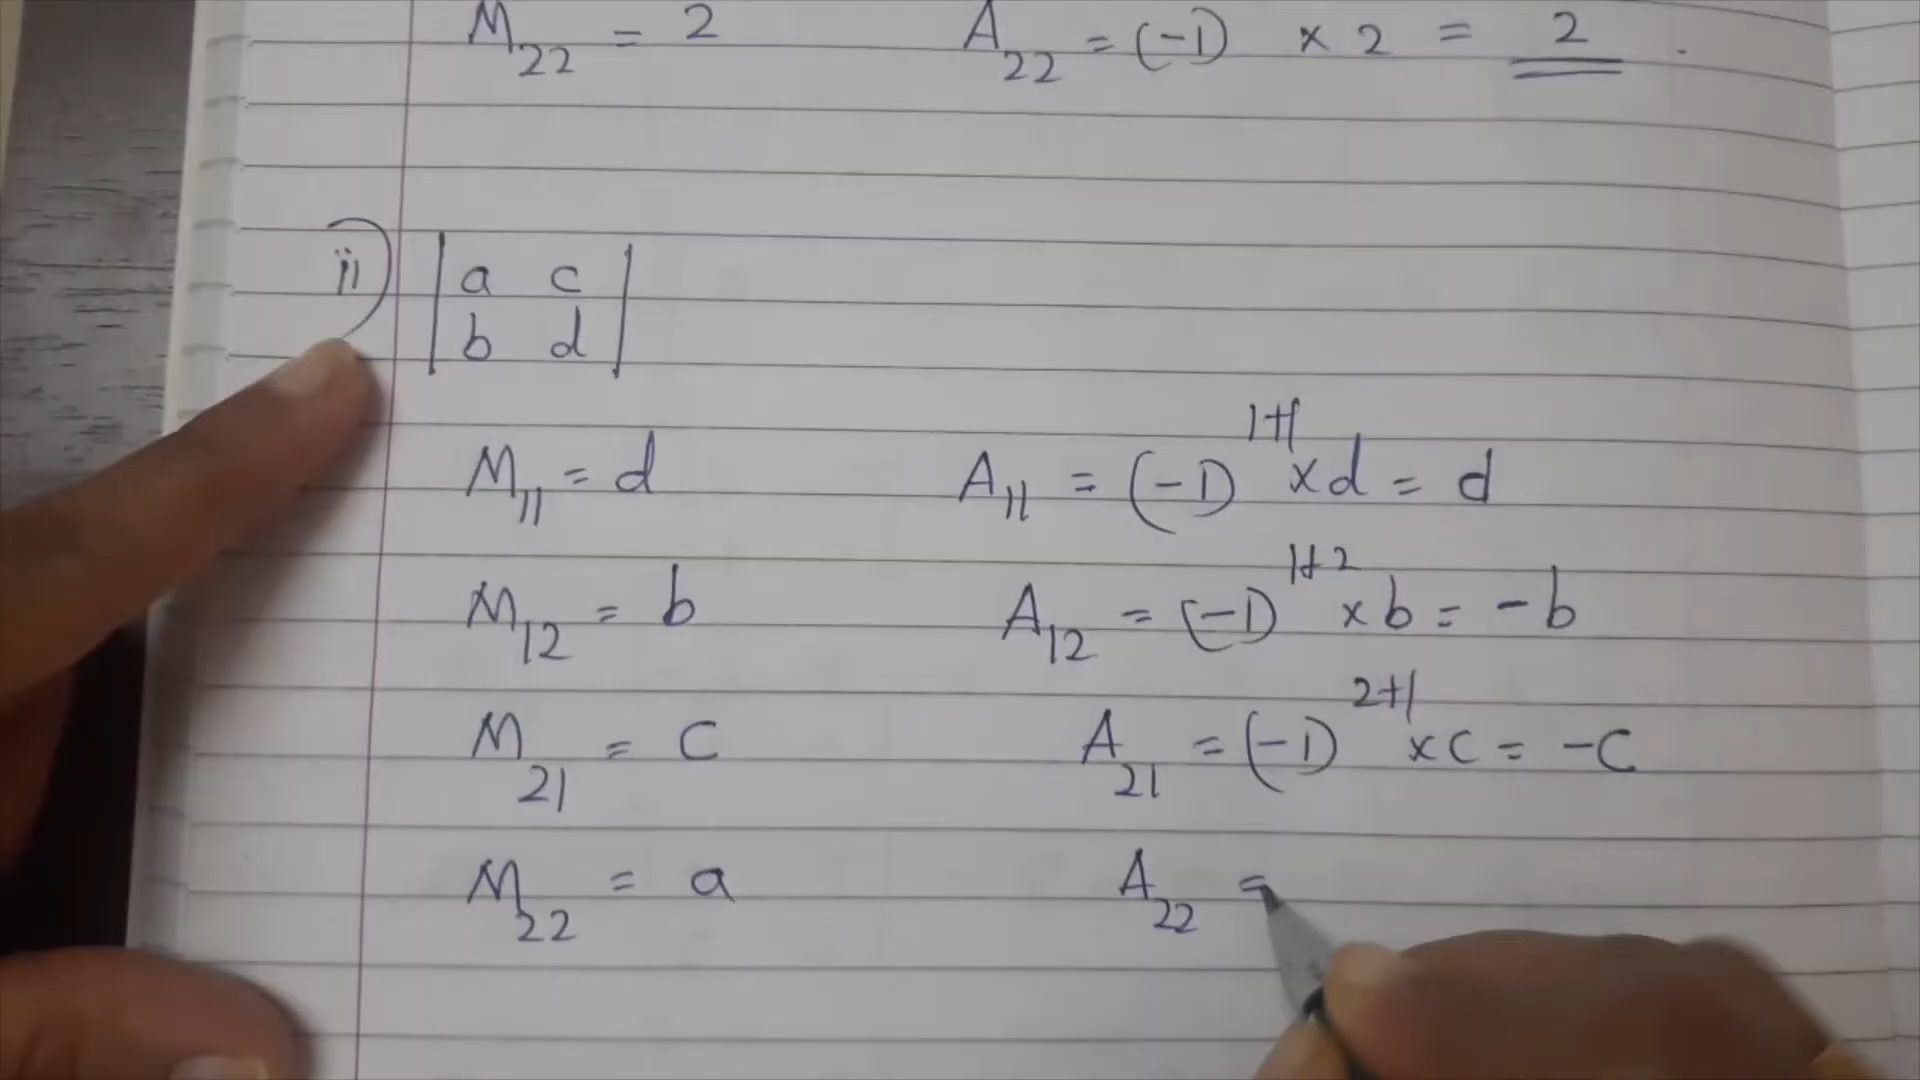 M₂₂ = 2 A₂₂ = (-1) × 2 = 2 .
ii) | a c |
| b d |
M₁₁ = d A₁₁ = (-1)¹⁺¹ × d = d
M₁₂ = b A₁₂ = (-1)¹⁺² × b = -b
M₂₁ = c A₂₁ = (-1)²⁺¹ × c = -c
M₂₂ = a A₂₂ =